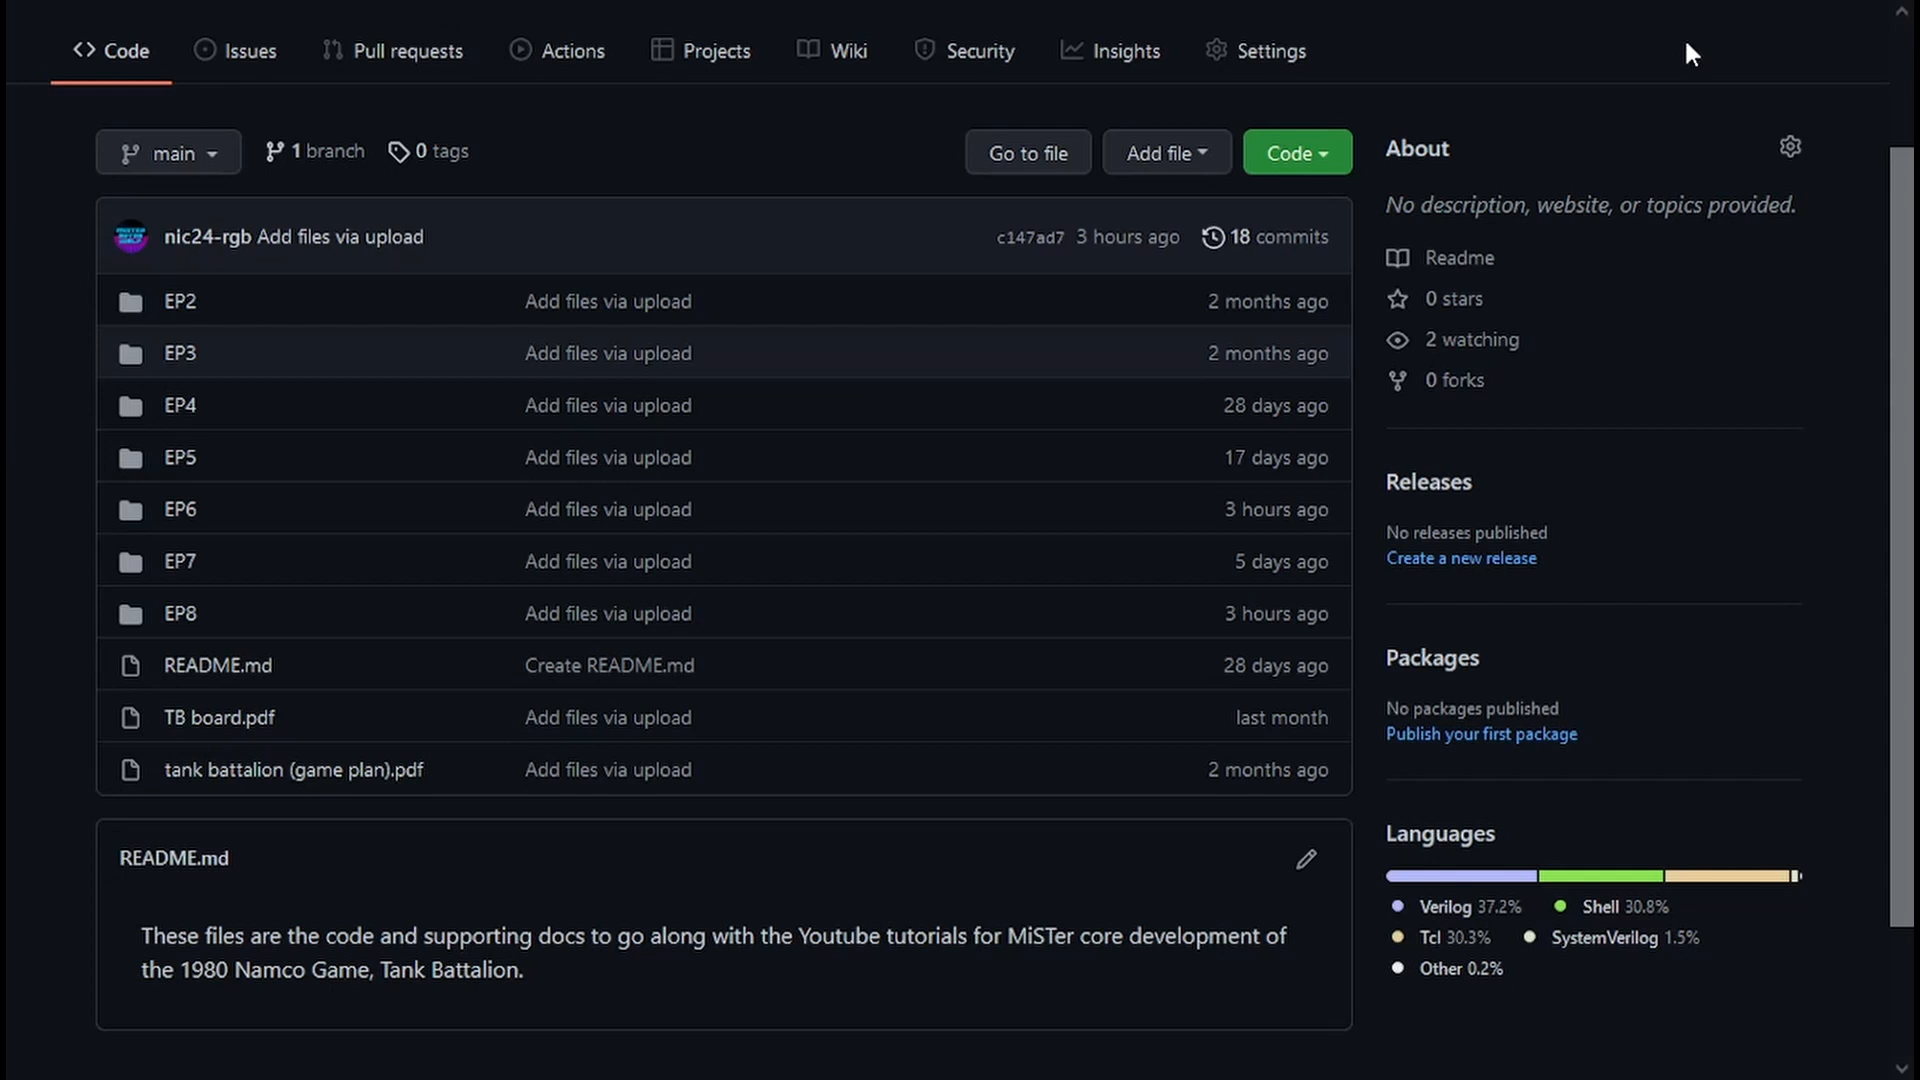 Code Issues Pull requests Actions Projects Wiki Security Insights Settings
main 1 branch 0 tags Go to file Add file Code
nic24-rgb Add files via upload c147ad7 3 hours ago 18 commits
EP2 Add files via upload 2 months ago
EP3 Add files via upload 2 months ago
EP4 Add files via upload 28 days ago
EP5 Add files via upload 17 days ago
EP6 Add files via upload 3 hours ago
EP7 Add files via upload 5 days ago
EP8 Add files via upload 3 hours ago
README.md Create README.md 28 days ago
TB board.pdf Add files via upload last month
tank battalion (game plan).pdf Add files via upload 2 months ago
README.md
These files are the code and supporting docs to go along with the Youtube tutorials for MiSTer core development of
the 1980 Namco Game, Tank Battalion.
About
No description, website, or topics provided.
Readme
0 stars
2 watching
0 forks
Releases
No releases published
Create a new release
Packages
No packages published
Publish your first package
Languages
Verilog 37.2% Shell 30.8%
Tcl 30.3% SystemVerilog 1.5%
Other 0.2%